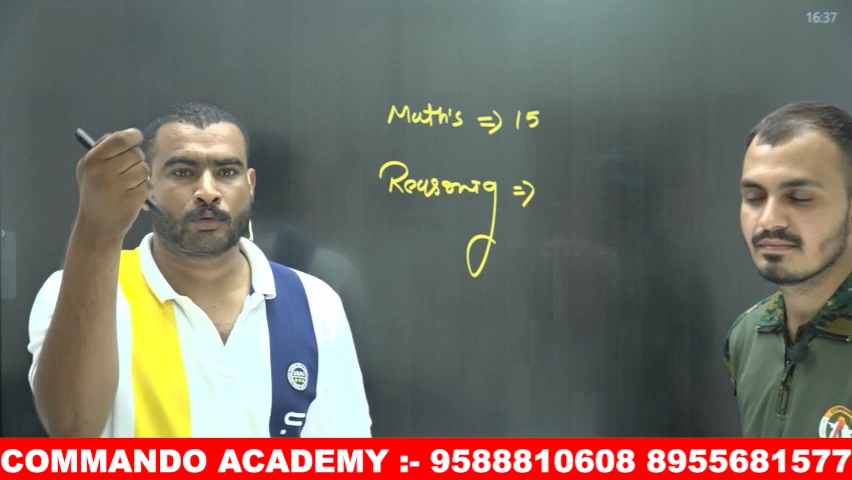 16:37
Math's => 15
Reasonig =>
COMMANDO ACADEMY :- 9588810608 8955681577